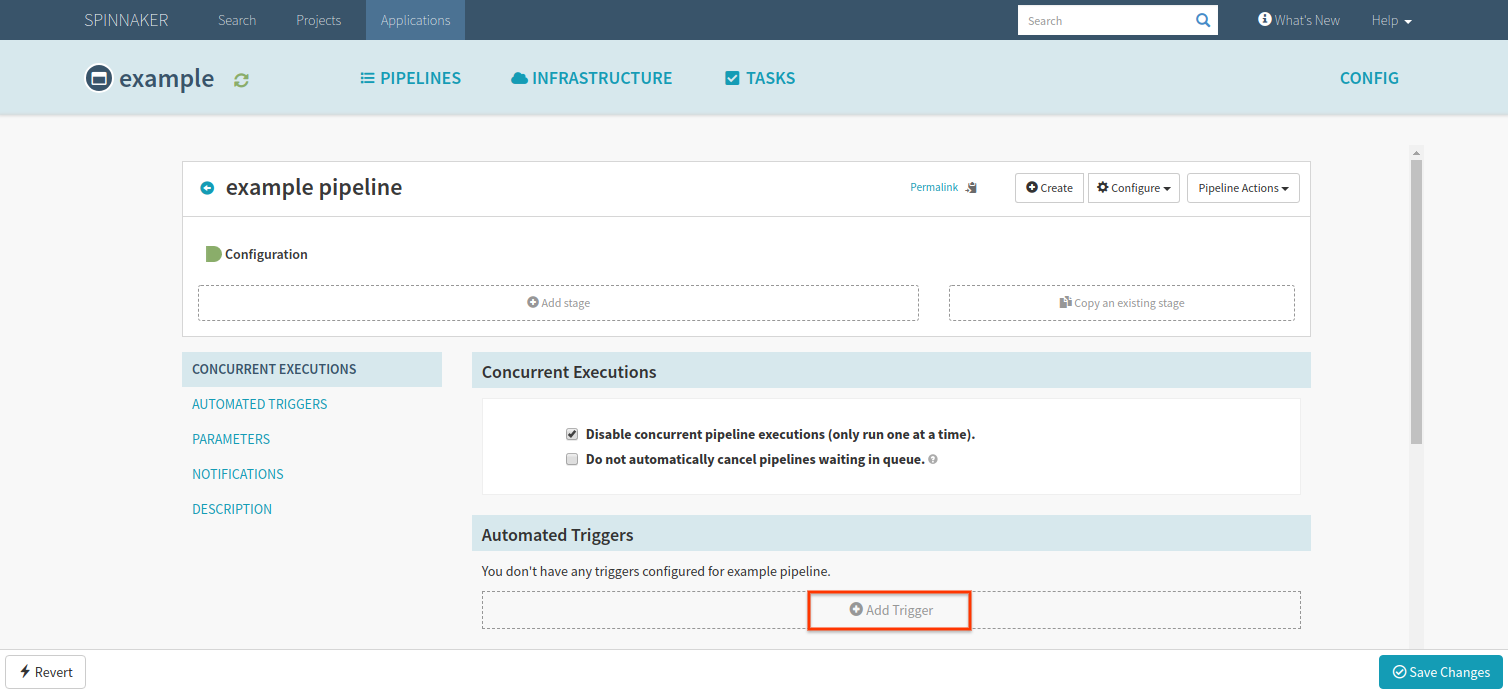 SPINNAKER Search Projects Applications Search What's New Help
example PIPELINES INFRASTRUCTURE TASKS CONFIG
example pipeline Permalink Create Configure Pipeline Actions
Configuration
Add stage Copy an existing stage
CONCURRENT EXECUTIONS
AUTOMATED TRIGGERS
PARAMETERS
NOTIFICATIONS
DESCRIPTION
Concurrent Executions
Disable concurrent pipeline executions (only run one at a time).
Do not automatically cancel pipelines waiting in queue.
Automated Triggers
You don't have any triggers configured for example pipeline.
Add Trigger
Revert Save Changes